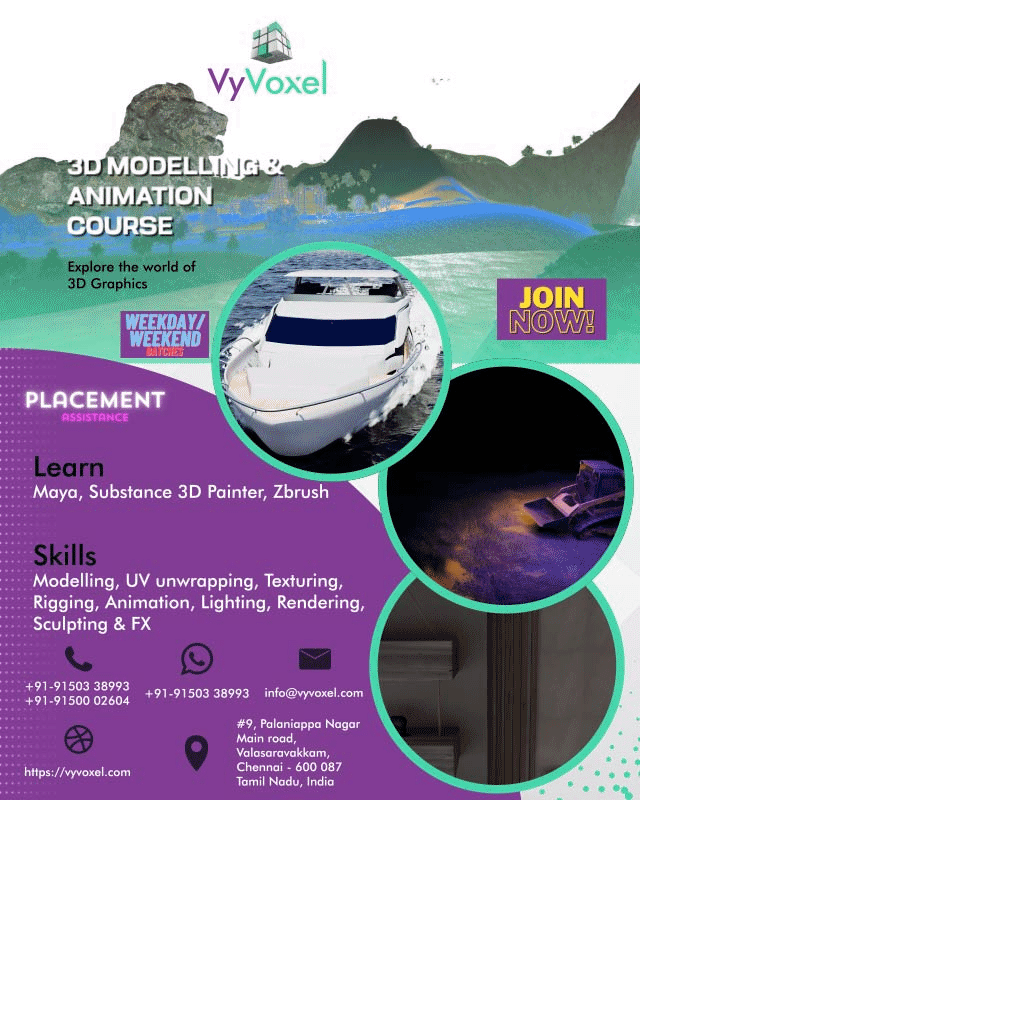 VyVoxel
3D MODELLING &
ANIMATION
COURSE
Explore the world of
3D Graphics
WEEKDAY/
WEEKEND
BATCHES
JOIN
NOW!
PLACEMENT
ASSISTANCE
Learn
Maya, Substance 3D Painter, Zbrush
Skills
Modelling, UV unwrapping, Texturing,
Rigging, Animation, Lighting, Rendering,
Sculpting & FX
+91-91503 38993
+91-91500 02604
+91-91503 38993
info@vyvoxel.com
https://vyvoxel.com
#9, Palaniappa Nagar
Main road,
Valasaravakkam,
Chennai - 600 087
Tamil Nadu, India